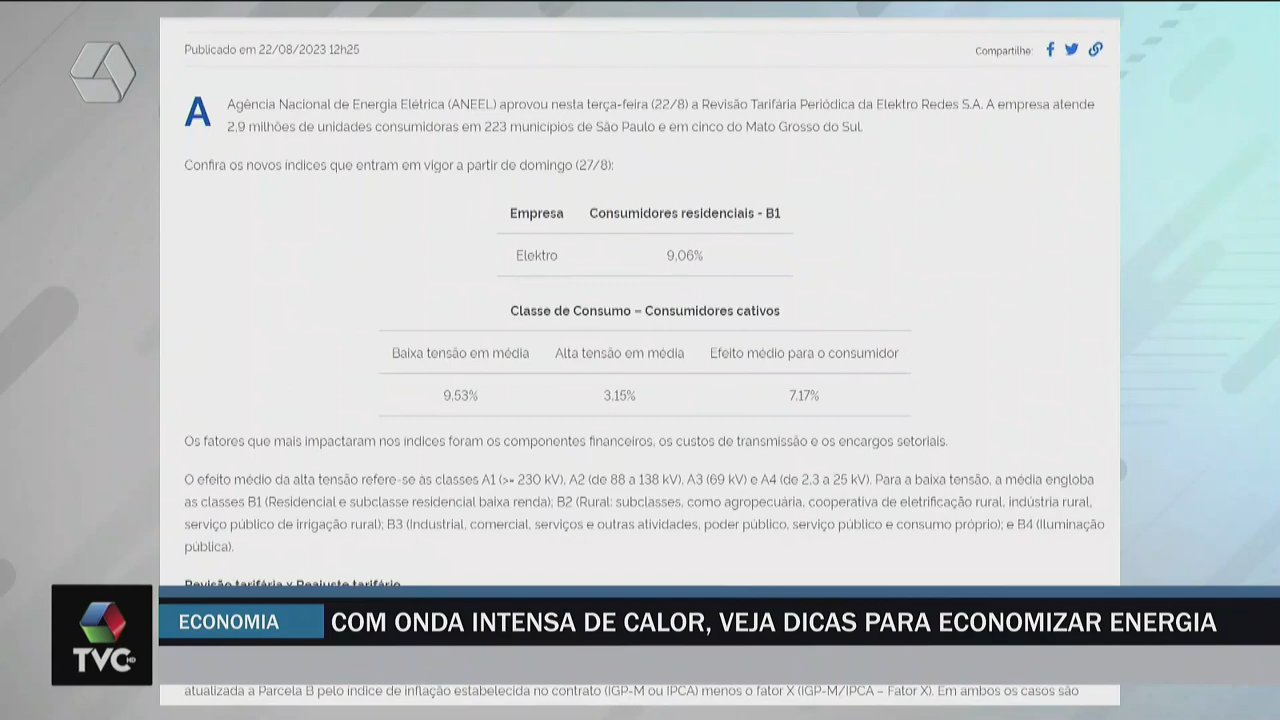 Publicado em 22/08/2023 12h25
Compartilhe:
A Agência Nacional de Energia Elétrica (ANEEL) aprovou nesta terça-feira (22/8) a Revisão Tarifária Periódica da Elektro Redes S.A. A empresa atende
2,9 milhões de unidades consumidoras em 223 municípios de São Paulo e em cinco do Mato Grosso do Sul.
Confira os novos índices que entram em vigor a partir de domingo (27/8):
Empresa Consumidores residenciais - B1
Elektro 9,06%
Classe de Consumo – Consumidores cativos
Baixa tensão em média Alta tensão em média Efeito médio para o consumidor
9,53% 3,15% 7,17%
Os fatores que mais impactaram nos índices foram os componentes financeiros, os custos de transmissão e os encargos setoriais.
O efeito médio da alta tensão refere-se às classes A1 (>= 230 kV), A2 (de 88 a 138 kV), A3 (69 kV) e A4 (de 2,3 a 25 kV). Para a baixa tensão, a média engloba
as classes B1 (Residencial e subclasse residencial baixa renda); B2 (Rural: subclasses, como agropecuária, cooperativa de eletrificação rural, indústria rural,
serviço público de irrigação rural); B3 (Industrial, comercial, serviços e outras atividades, poder público, serviço público e consumo próprio); e B4 (Iluminação
pública).
Revisão tarifária x Reajuste tarifário
ECONOMIA COM ONDA INTENSA DE CALOR, VEJA DICAS PARA ECONOMIZAR ENERGIA
TVC HD
atualizada a Parcela B pelo índice de inflação estabelecido no contrato (IGP-M ou IPCA) menos o fator X (IGP-M/IPCA – Fator X). Em ambos os casos são